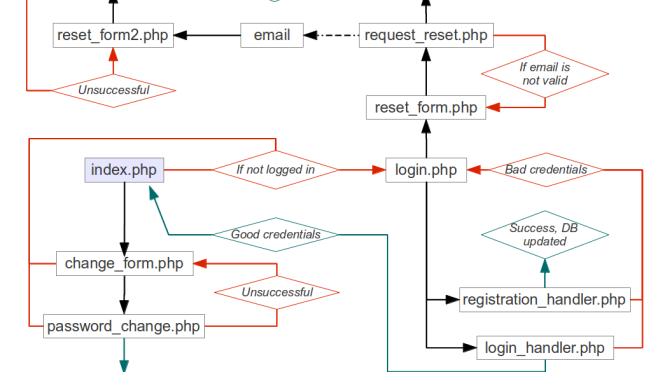 reset_form2.php
email
request_reset.php
If email is
not valid
Unsuccessful
reset_form.php
index.php
If not logged in
login.php
Bad credentials
Good credentials
Success, DB
updated
change_form.php
Unsuccessful
registration_handler.php
password_change.php
login_handler.php